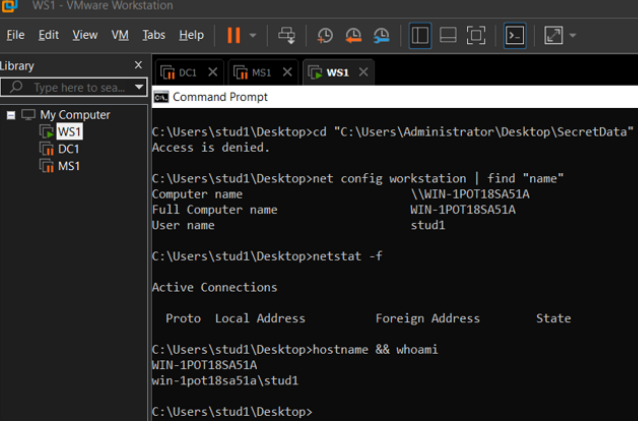 WS1 - VMware Workstation
File Edit View VM Tabs Help
Library
Type here to sea...
My Computer
WS1
DC1
MS1
DC1 MS1 WS1
Command Prompt
C:\Users\stud1\Desktop>cd "C:\Users\Administrator\Desktop\SecretData"
Access is denied.
C:\Users\stud1\Desktop>net config workstation | find "name"
Computer name \\WIN-1POT18SA51A
Full Computer name WIN-1POT18SA51A
User name stud1
C:\Users\stud1\Desktop>netstat -f
Active Connections
Proto Local Address Foreign Address State
C:\Users\stud1\Desktop>hostname && whoami
WIN-1POT18SA51A
win-1pot18sa51a\stud1
C:\Users\stud1\Desktop>